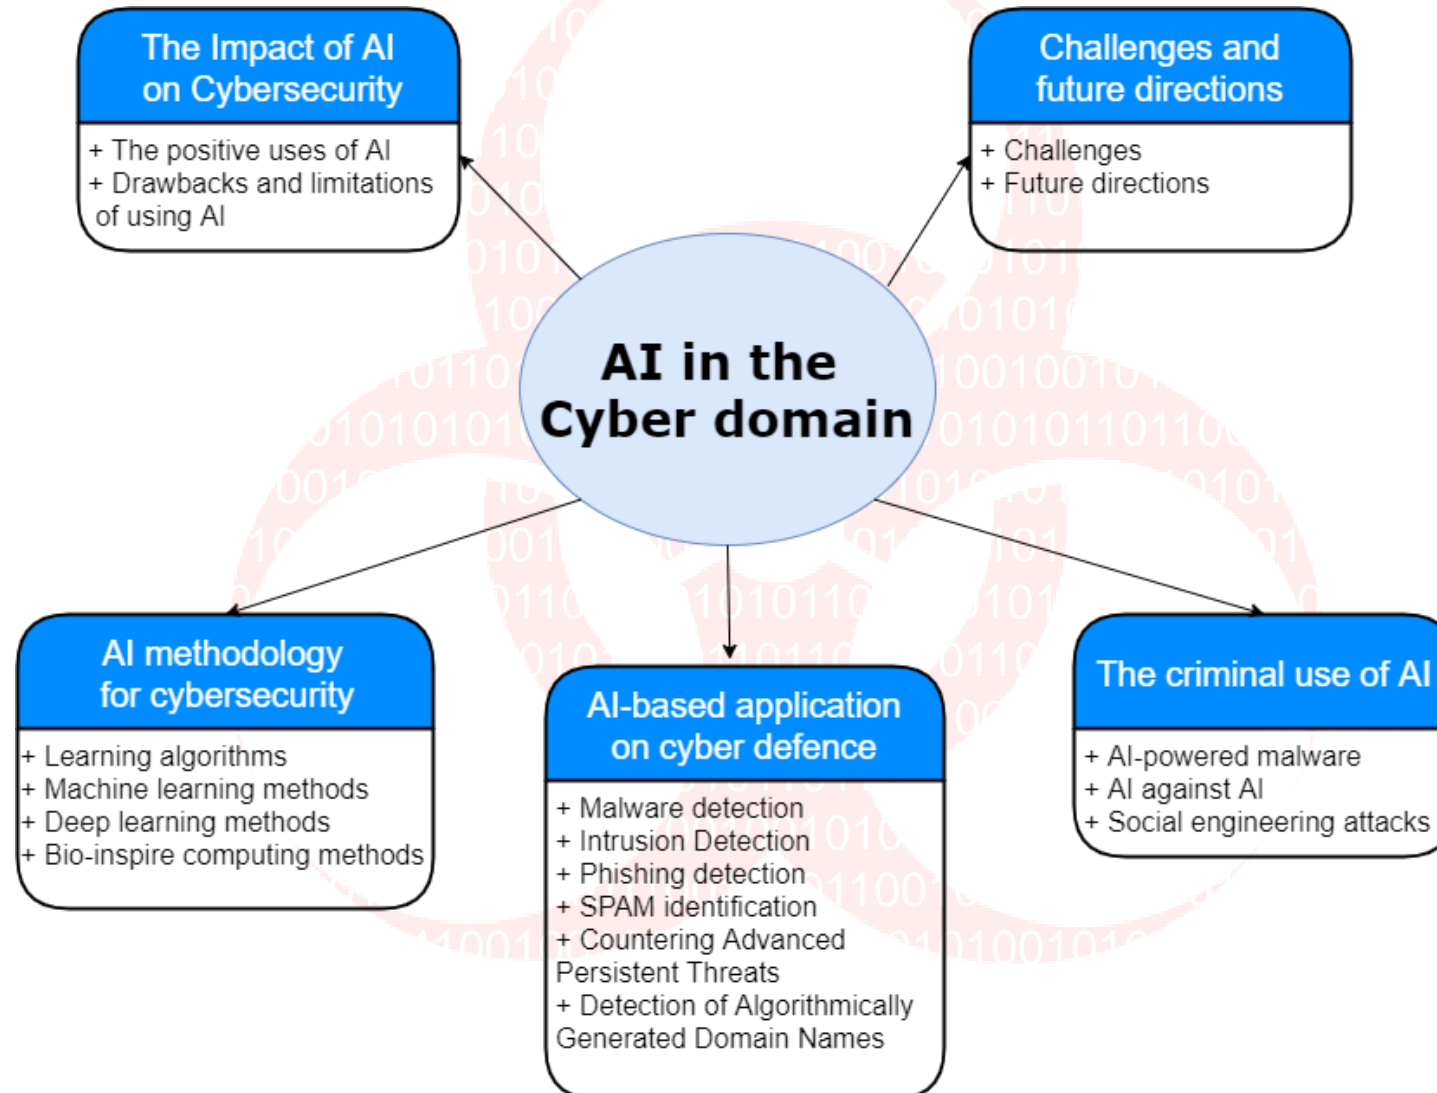 The Impact of AI
on Cybersecurity
+ The positive uses of AI
+ Drawbacks and limitations
of using AI
Challenges and
future directions
+ Challenges
+ Future directions
AI in the
Cyber domain
AI methodology
for cybersecurity
+ Learning algorithms
+ Machine learning methods
+ Deep learning methods
+ Bio-inspire computing methods
AI-based application
on cyber defence
+ Malware detection
+ Intrusion Detection
+ Phishing detection
+ SPAM identification
+ Countering Advanced
Persistent Threats
+ Detection of Algorithmically
Generated Domain Names
The criminal use of AI
+ AI-powered malware
+ AI against AI
+ Social engineering attacks